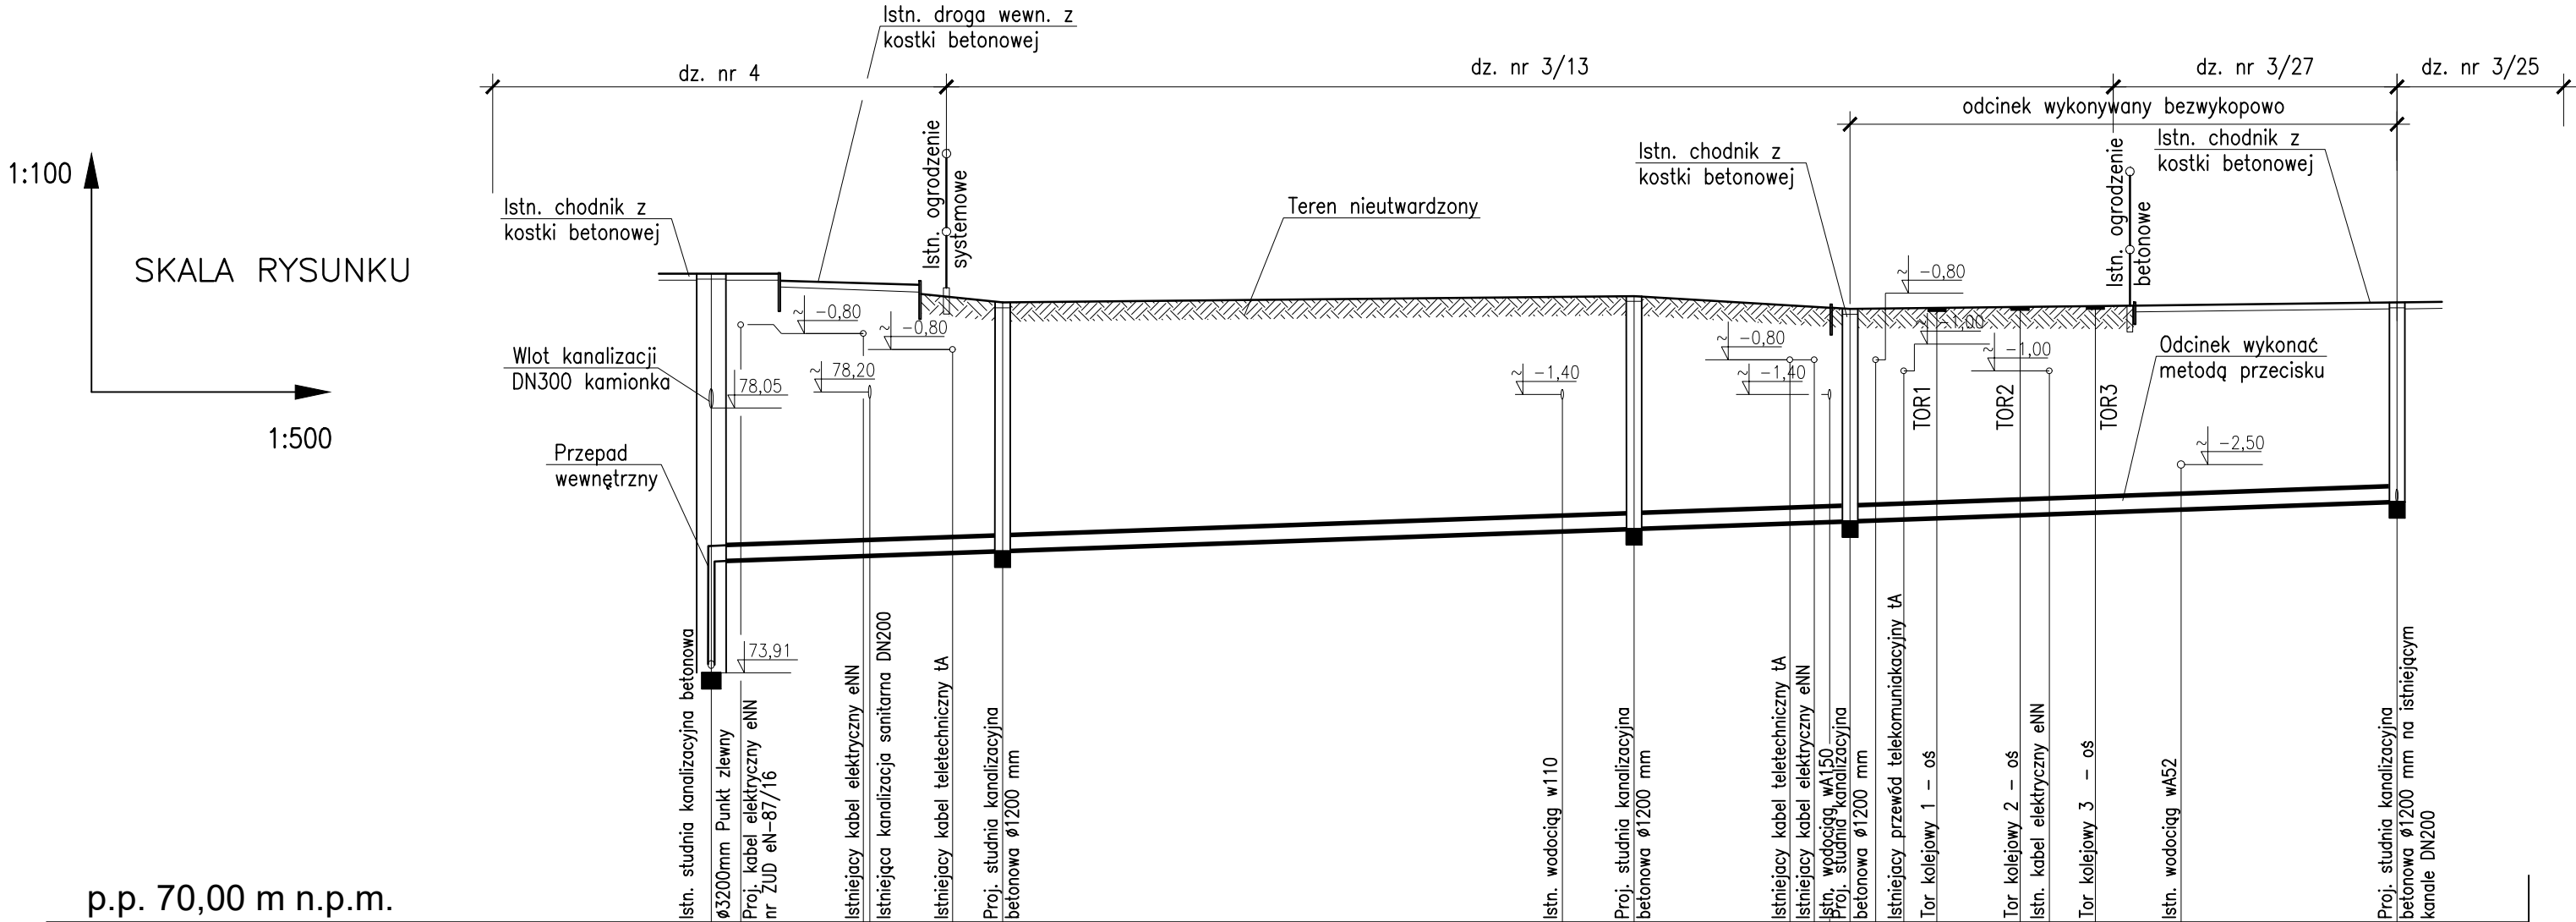 Istn. droga wewn. z
kostki betonowej
dz. nr 4
dz. nr 3/13
dz. nr 3/27
dz. nr 3/25
odcinek wykonywany bezwykopowo
1:100
SKALA RYSUNKU
1:500
Istn. chodnik z
kostki betonowej
Istn. ogrodzenie
systemowe
Teren nieutwardzony
Istn. chodnik z
kostki betonowej
Istn. ogrodzenie
betonowe
Istn. chodnik z
kostki betonowej
~ -0,80
~ -0,80
~ 78,20
Wlot kanalizacji
DN300 kamionka
78,05
Przepad
wewnętrzny
73,91
~ -1,40
~ -0,80
~ -1,40
~ -0,80
~ -1,00
~ -1,00
TOR1
TOR2
TOR3
~ -2,50
Odcinek wykonać
metodą przecisku
Istn. studnia kanalizacyjna betonowa
ø3200mm Punkt zlewny
Proj. kabel elektryczny eNN
nr ZUD eN-87/16
Istniejacy kabel elektryczny eNN
Istniejąca kanalizacja sanitarna DN200
Istniejacy kabel teletechniczny tA
Proj. studnia kanalizacyjna
betonowa ø1200 mm
Istn. wodociąg w110
Proj. studnia kanalizacyjna
betonowa ø1200 mm
Istniejacy kabel teletechniczny tA
Istniejacy kabel elektryczny eNN
Istn. wodociąg wA150
Proj. studnia kanalizacyjna
betonowa ø1200 mm
Istniejący przewód telekomuniakacyjny tA
Tor kolejowy 1 - oś
Tor kolejowy 2 - oś
Istn. kabel elektryczny eNN
Tor kolejowy 3 - oś
Istn. wodociąg wA52
Proj. studnia kanalizacyjna
betonowa ø1200 mm na istniejącym
kanale DN200
p.p. 70,00 m n.p.m.